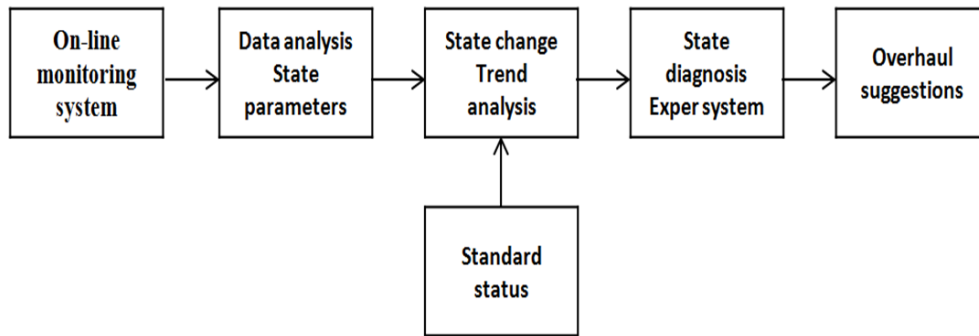 On-line
monitoring
system
Data analysis
State
parameters
State change
Trend
analysis
State
diagnosis
Exper system
Overhaul
suggestions
Standard
status